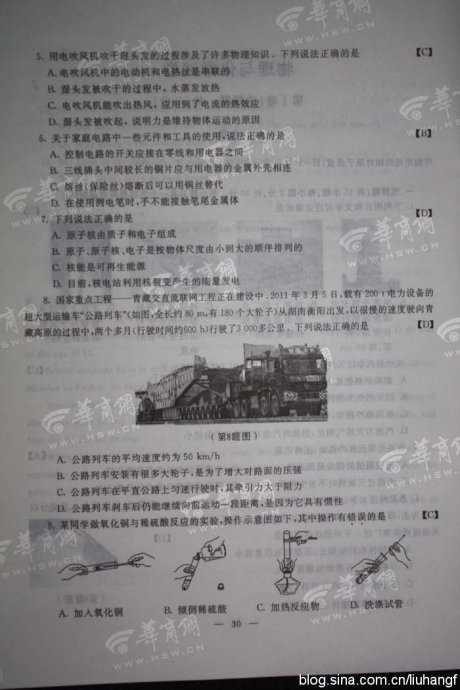 华商网
WWW.HSW.CN
5. 用电吹风机吹干湿头发的过程涉及了许多物理知识．下列说法正确的是 【C】
A. 电吹风机中的电动机和电热丝是串联的
B. 湿头发被吹干的过程中，水蒸发放热
C. 电吹风机能吹出热风，应用到了电流的热效应
D. 湿头发被吹起，说明力是维持物体运动的原因
6. 关于家庭电路中一些元件和工具的使用，说法正确的是 【B】
A. 控制电路的开关应接在零线和用电器之间
B. 三线插头中间较长的铜片应与用电器的金属外壳相连
C. 熔丝(保险丝)熔断后可以用铜丝替代
D. 在使用测电笔时，手不能接触笔尾金属体
7. 下列说法正确的是 【D】
A. 原子核由质子和电子组成
B. 原子、原子核、电子是按物体尺度由小到大的顺序排列的
C. 核能是可再生能源
D. 目前，核电站利用核裂变产生的能量发电
8. 国家重点工程——青藏交直流联网工程正在建设中．2011 年 3 月 5 日，载有 200 t 电力设备的
超大型运输车“公路列车”(如图，全长约 80 m，有 180 个大轮子)从湖南衡阳出发，以很慢的速度驶向青
藏高原的过程中，两个多月(行驶时间约600 h)行驶了3 000多公里．下列说法正确的是 【D】
(第8题图)
A. 公路列车的平均速度约为 50 km/h
B. 公路列车安装有很多大轮子，是为了增大对路面的压强
C. 公路列车在平直公路上匀速行驶时，其牵引力大于阻力
D. 公路列车刹车后仍能继续向前运动一段距离，是因为它具有惯性
9. 某同学做氧化铜与稀硫酸反应的实验，操作示意图如下，其中操作有错误的是 【C】
A. 加入氧化铜 B. 倾倒稀硫酸 C. 加热反应物 D. 洗涤试管
— 30 —
blog.sina.com.cn/liuhangf